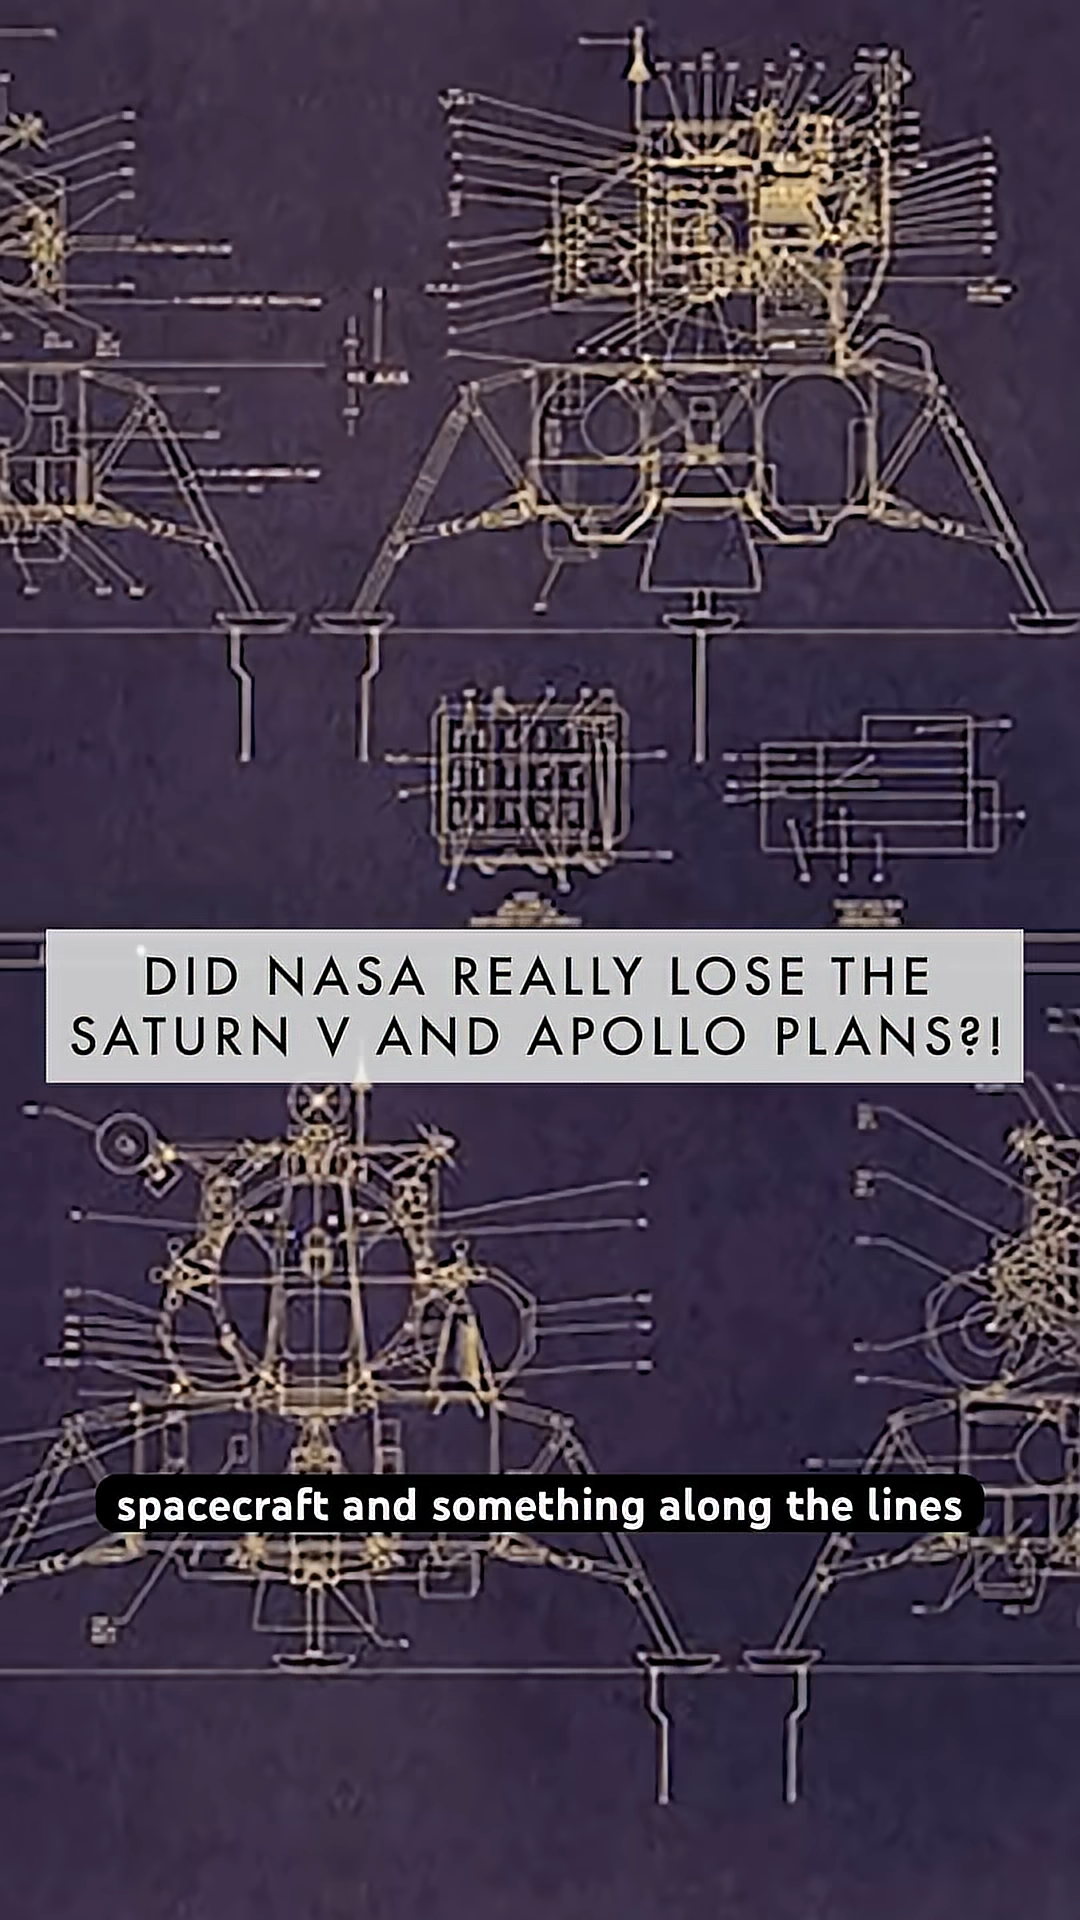 DID NASA REALLY LOSE THE
SATURN V AND APOLLO PLANS?!
spacecraft and something along the lines